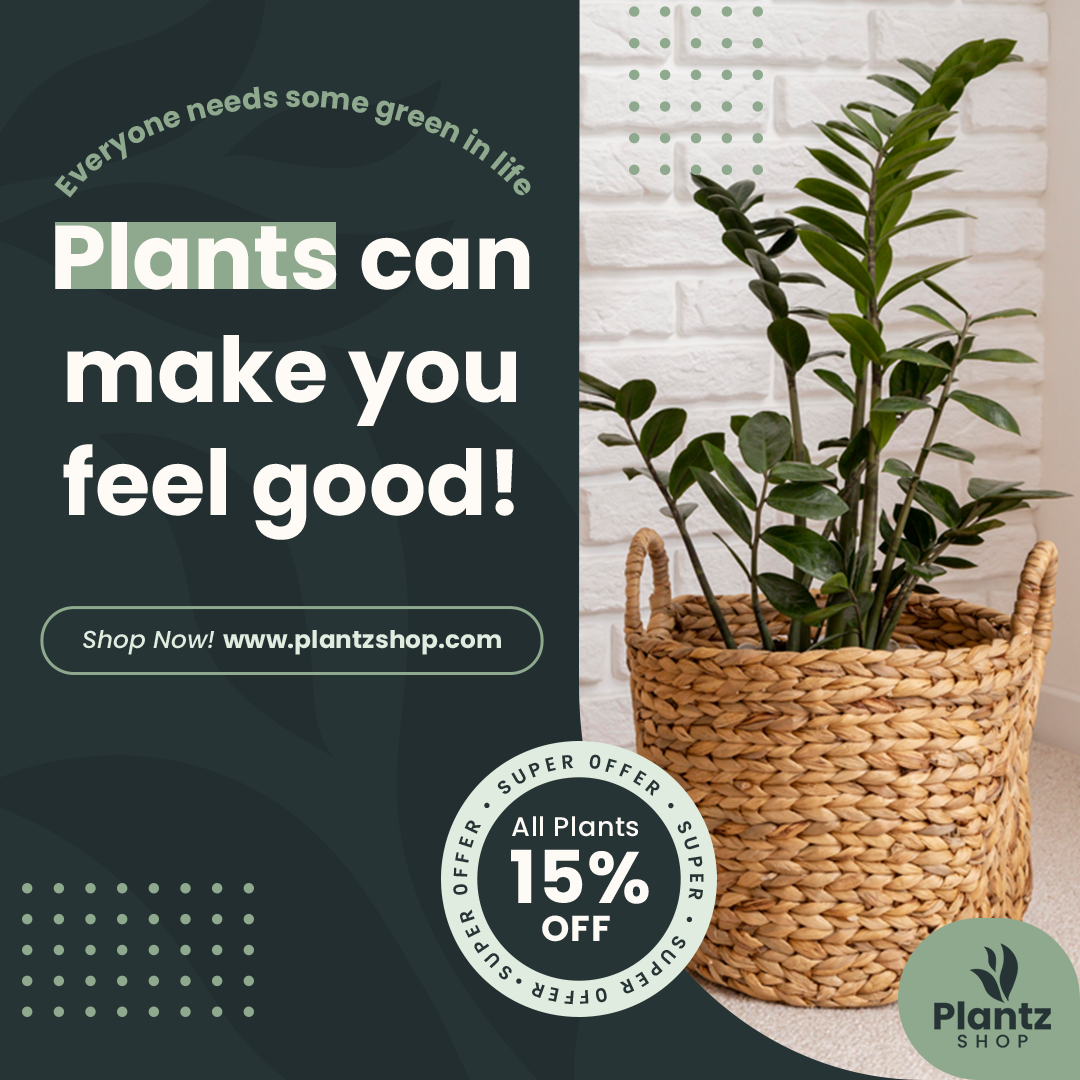 Everyone needs some green in life
Plants can
make you
feel good!
Shop Now! www.plantzshop.com
SUPER OFFER • SUPER OFFER • SUPER OFFER • SUPER OFFER •
All Plants
15%
OFF
Plantz
SHOP